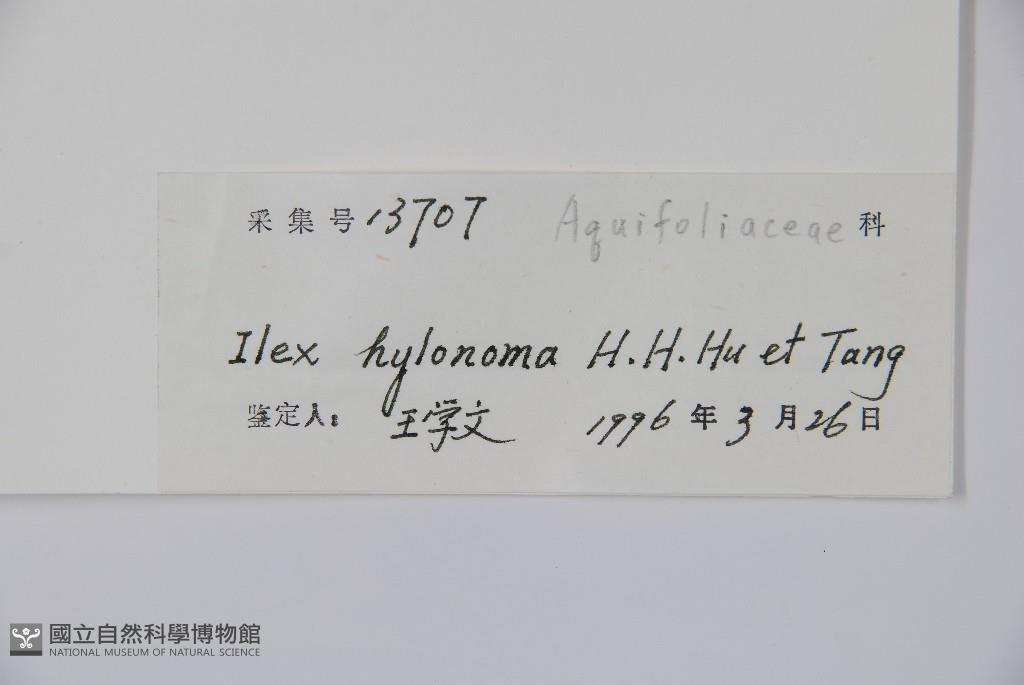 采集号 13707 Aquifoliaceae 科
Ilex hylonoma H.H.Hu et Tang
鉴定人: 王学文 1996 年 3 月 26 日
國立自然科學博物館
NATIONAL MUSEUM OF NATURAL SCIENCE